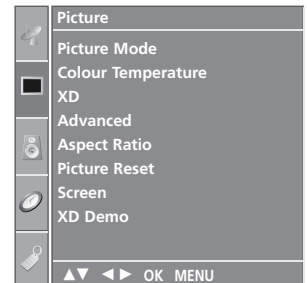 Picture
Picture Mode
Colour Temperature
XD
Advanced
Aspect Ratio
Picture Reset
Screen
XD Demo
▲▼ ◄► OK MENU